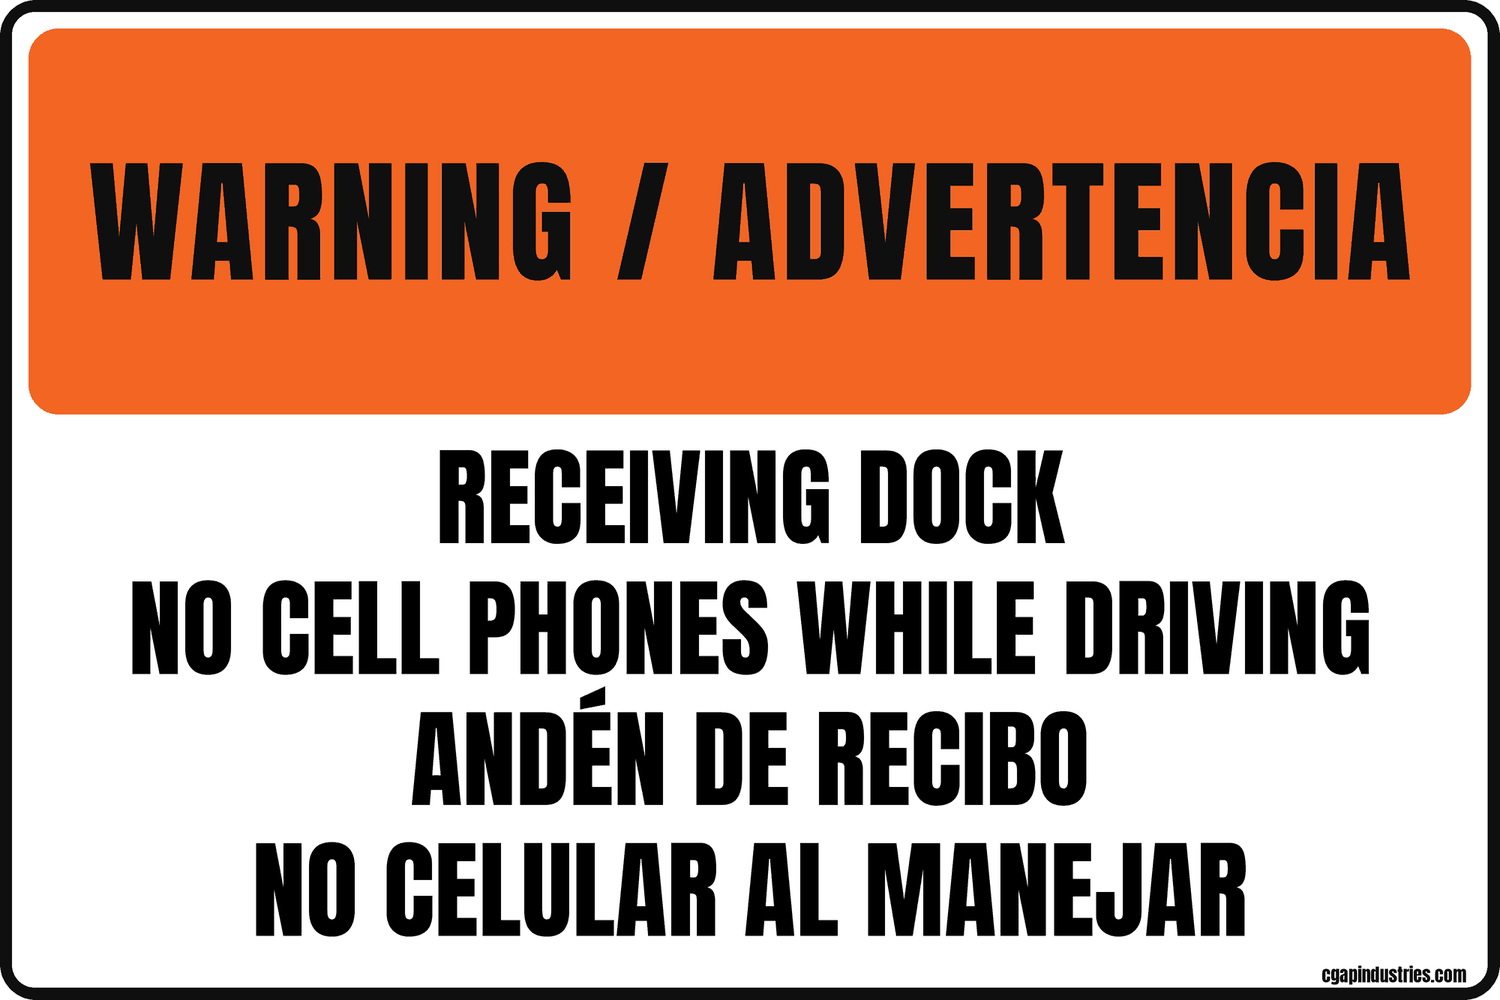 WARNING / ADVERTENCIA
RECEIVING DOCK
NO CELL PHONES WHILE DRIVING
ANDÉN DE RECIBO
NO CELULAR AL MANEJAR
cgapindustries.com